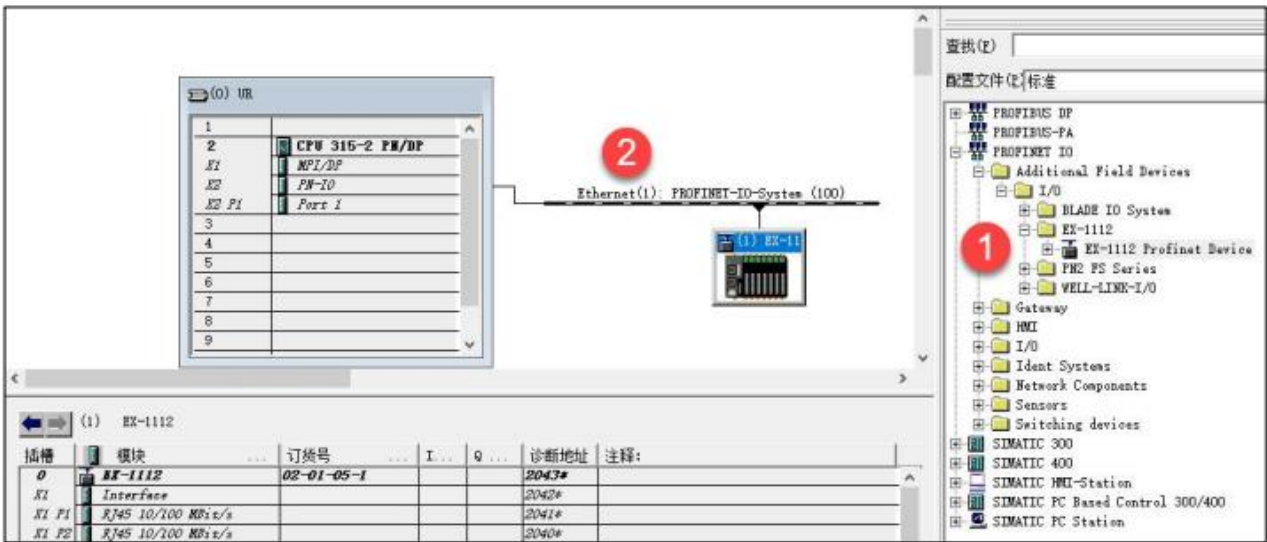 (0) UR
1
2 CPU 315-2 PN/DP
X1 MPI/DP
X2 PN-IO
X2 P1 Port 1
3
4
5
6
7
8
9
2
Ethernet(1): PROFINET-IO-System (100)
(1) EX-11
查找(F)
配置文件(P) 标准
PROFIBUS DP
PROFIBUS-PA
PROFINET IO
Additional Field Devices
I/O
BLADE IO System
EX-1112
1
EX-1112 Profinet Device
PN2 FS Series
WELL-LINK-I/O
Gateway
HMI
I/O
Ident Systems
Network Components
Sensors
Switching devices
SIMATIC 300
SIMATIC 400
SIMATIC HMI-Station
SIMATIC PC Based Control 300/400
SIMATIC PC Station
(1) EX-1112
插槽 模块 ... 订货号 ... I... Q ... 诊断地址 注释:
0 EX-1112 02-01-05-1 2043*
X1 Interface 2042*
X1 P1 RJ45 10/100 MBit/s 2041*
X1 P2 RJ45 10/100 MBit/s 2040*